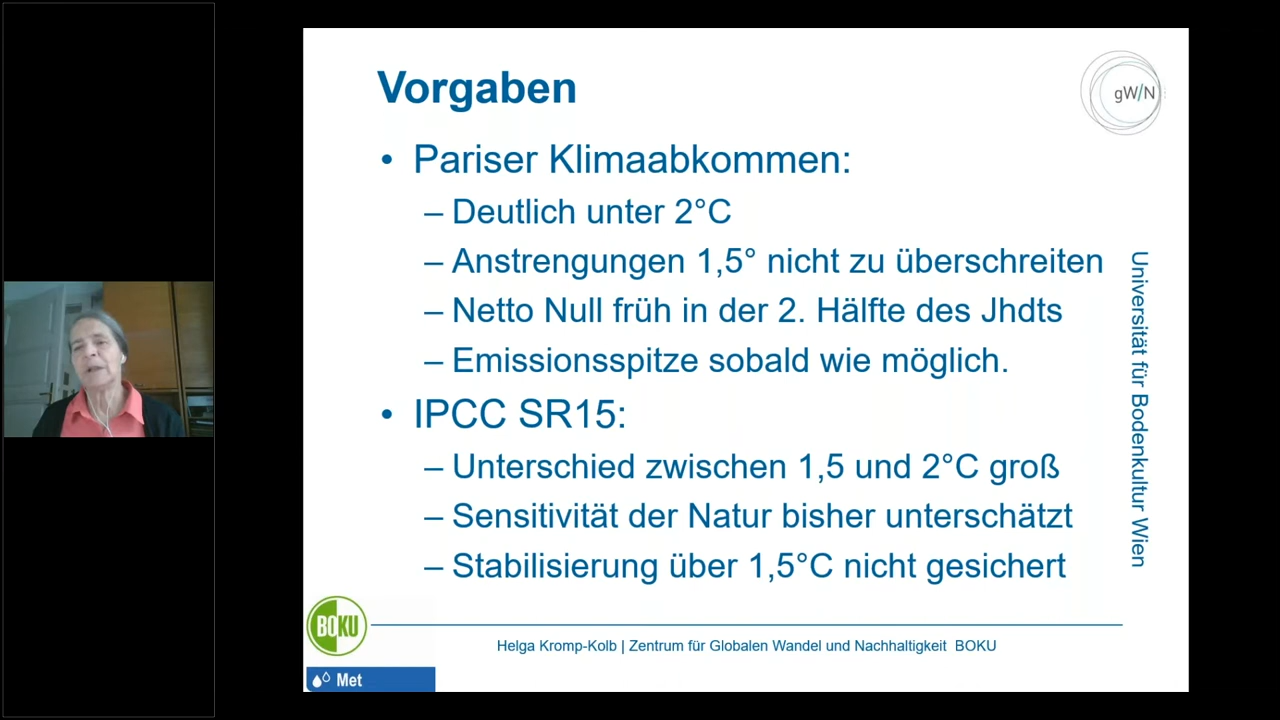 Vorgaben
gW/N
• Pariser Klimaabkommen:
– Deutlich unter 2°C
– Anstrengungen 1,5° nicht zu überschreiten
– Netto Null früh in der 2. Hälfte des Jhdts
– Emissionsspitze sobald wie möglich.
• IPCC SR15:
– Unterschied zwischen 1,5 und 2°C groß
– Sensitivität der Natur bisher unterschätzt
– Stabilisierung über 1,5°C nicht gesichert
Universität für Bodenkultur Wien
BOKU
Helga Kromp-Kolb | Zentrum für Globalen Wandel und Nachhaltigkeit BOKU
Met